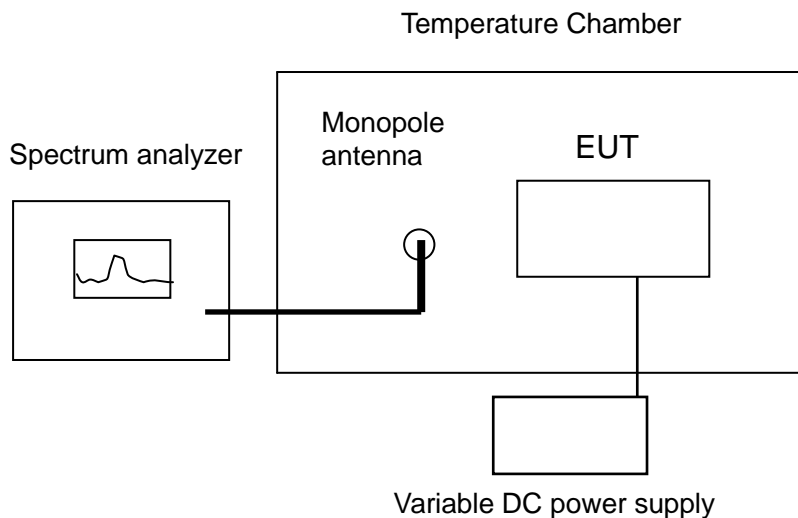 Temperature Chamber
Monopole
antenna
EUT
Spectrum analyzer
Variable DC power supply